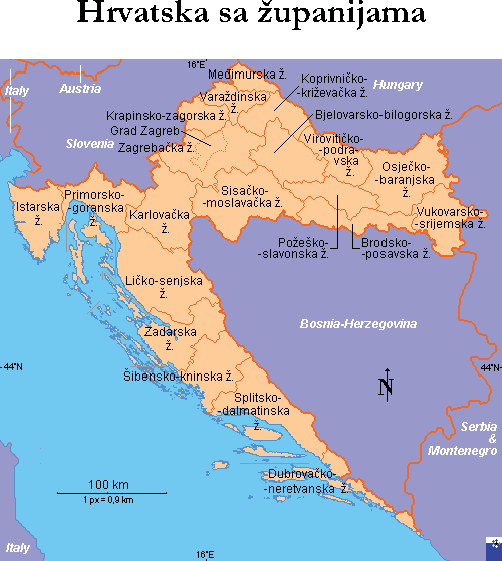 Hrvatska sa županijama
16°E
Međimurska ž.
Koprivničko-
-križevačka ž.
Hungary
Italy
Austria
Varaždinska
ž.
Krapinsko-zagorska ž.
Bjelovarsko-bilogorska ž.
Grad Zagreb
Slovenia
Zagrebačka ž.
Virovitičko-
-podra-
vska
ž.
Osječko-
-baranjska
ž.
Istarska
ž.
Primorsko-
-goranska
ž.
Sisačko-
-moslavačka ž.
Karlovačka
ž.
Vukovarsko-
-srijemska ž.
Požeško-
-slavonska ž.
Brodsko-
-posavska ž.
Ličko-senjska
ž.
Zadarska
ž.
Bosnia-Herzegovina
44°N
44°N
Šibensko-kninska ž.
N
Splitsko-
-dalmatinska
ž.
Serbia
&
Montenegro
Dubrovačko-
-neretvanska ž.
100 km
1 px = 0,9 km
Italy
16°E